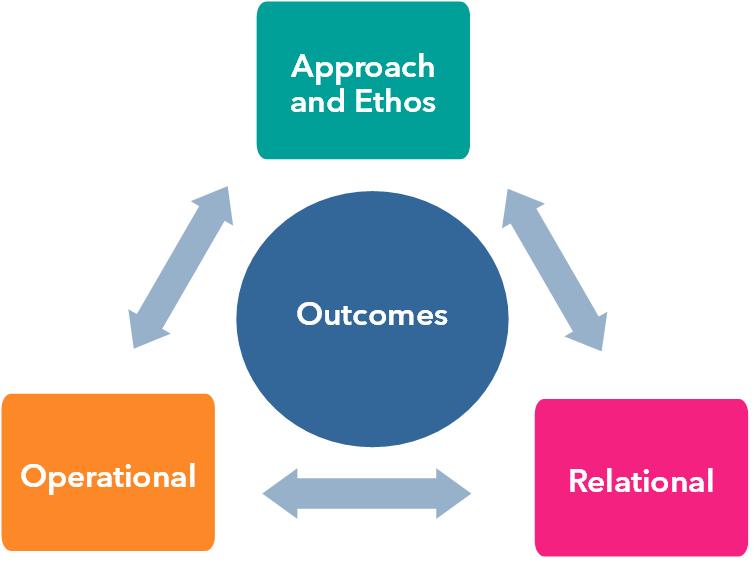 Approach
and Ethos
Outcomes
Operational
Relational